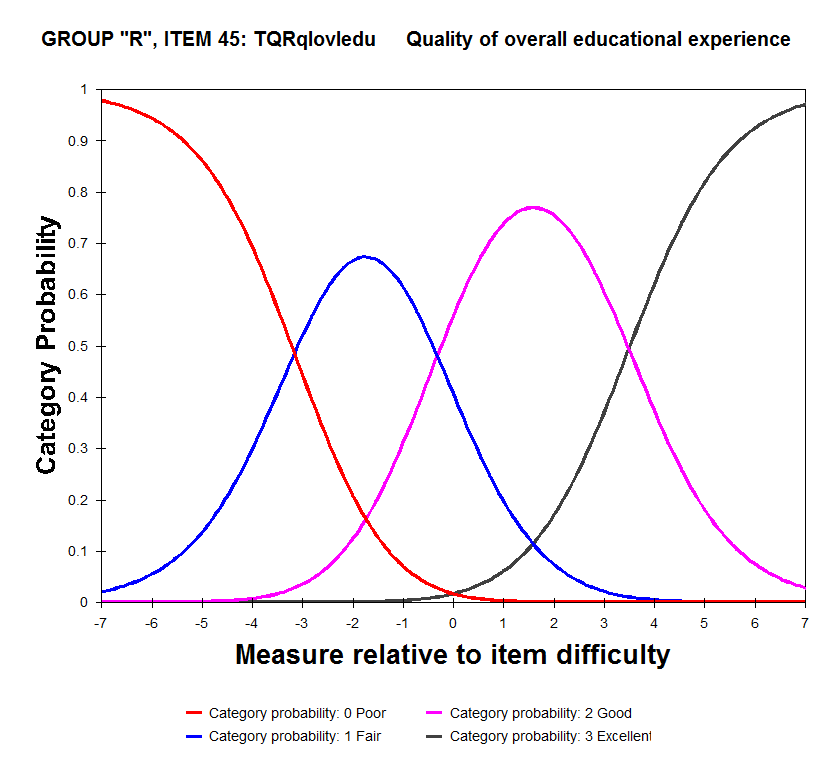 GROUP "R", ITEM 45: TQRqlovledu Quality of overall educational experience
1
0.9
0.8
0.7
0.6
0.5
0.4
0.3
0.2
0.1
0
Category Probability
-7 -6 -5 -4 -3 -2 -1 0 1 2 3 4 5 6 7
Measure relative to item difficulty
Category probability: 0 Poor Category probability: 2 Good
Category probability: 1 Fair Category probability: 3 Excellent